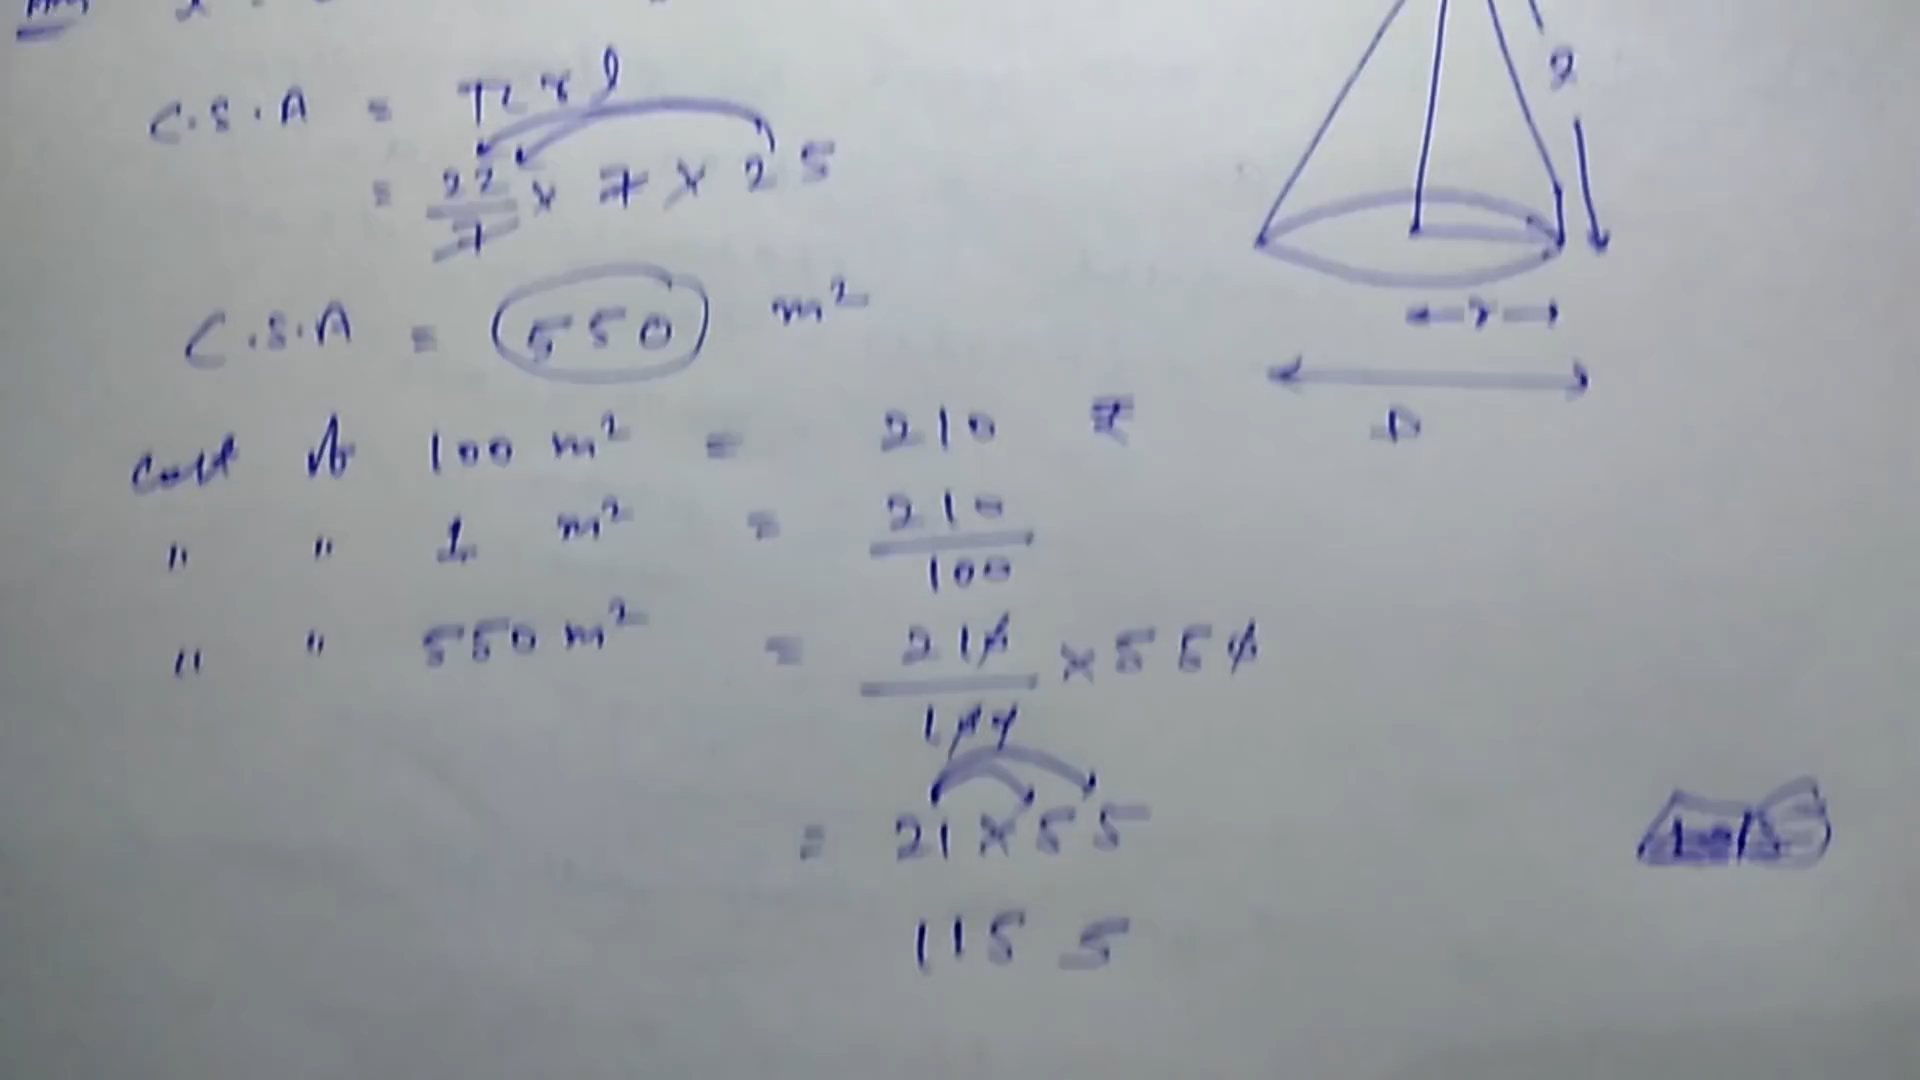 C.S.A = πrl
= 22/7 × 7 × 25
C.S.A = 550 m²
cost of 100 m² = 210 ₹
" " 1 m² = 210/100
" " 550 m² = 210/100 × 550
= 21 × 55
1155
l
r
D